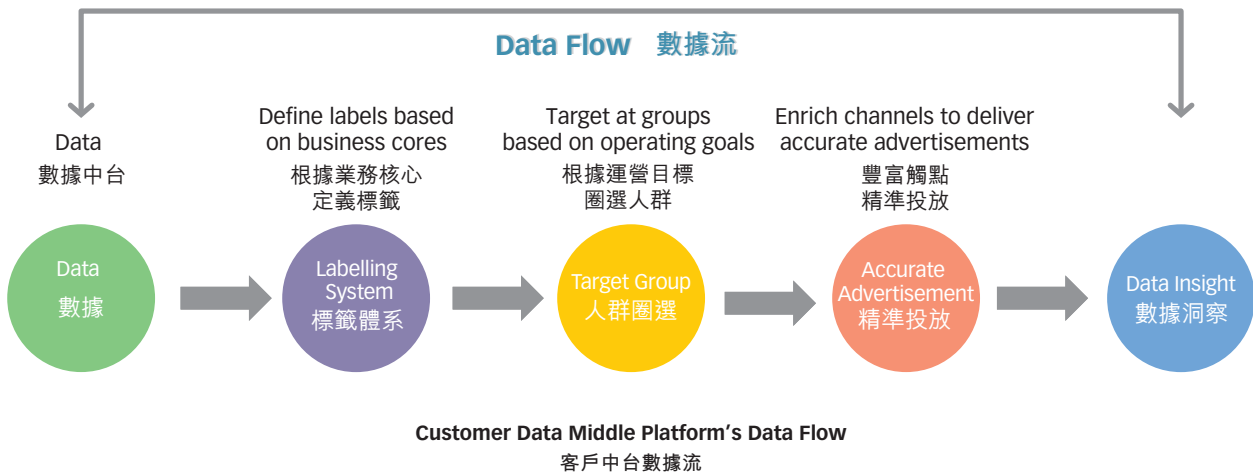 Data Flow 數據流
Data
數據中台
Define labels based
on business cores
根據業務核心
定義標籤
Target at groups
based on operating goals
根據運營目標
圈選人群
Enrich channels to deliver
accurate advertisements
豐富觸點
精準投放
Data
數據
Labelling
System
標籤體系
Target Group
人群圈選
Accurate
Advertisement
精準投放
Data Insight
數據洞察
Customer Data Middle Platform's Data Flow
客戶中台數據流